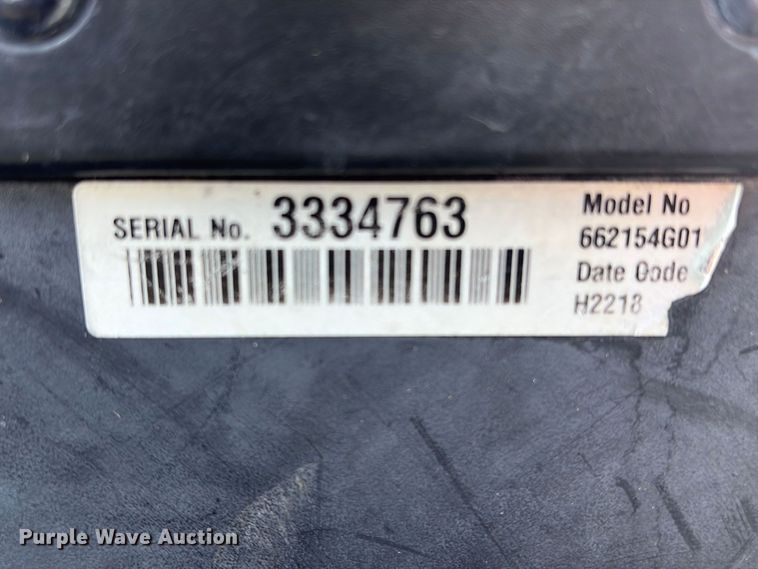 SERIAL No. 3334763
Model No
662154G01
Date Code
H2218
Purple Wave Auction